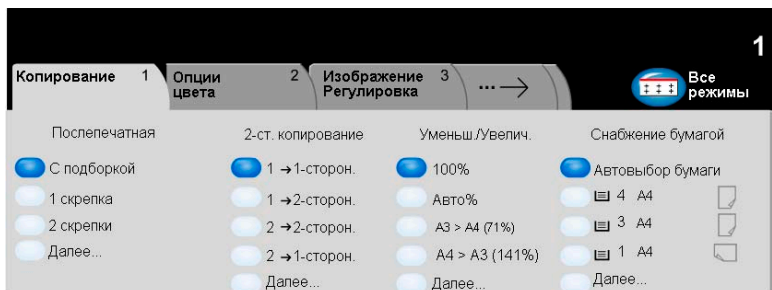 1
Копирование 1
Опции 2
цвета
Изображение 3
Регулировка
...
Все
режимы
Послепечатная
С подборкой
1 скрепка
2 скрепки
Далее...
2-ст. копирование
1 →1-сторон.
1 →2-сторон.
2 →2-сторон.
2 →1-сторон.
Далее...
Уменьш./Увелич.
100%
Авто%
A3 > A4 (71%)
A4 > A3 (141%)
Далее...
Снабжение бумагой
Автовыбор бумаги
4 A4
3 A4
1 A4
Далее...